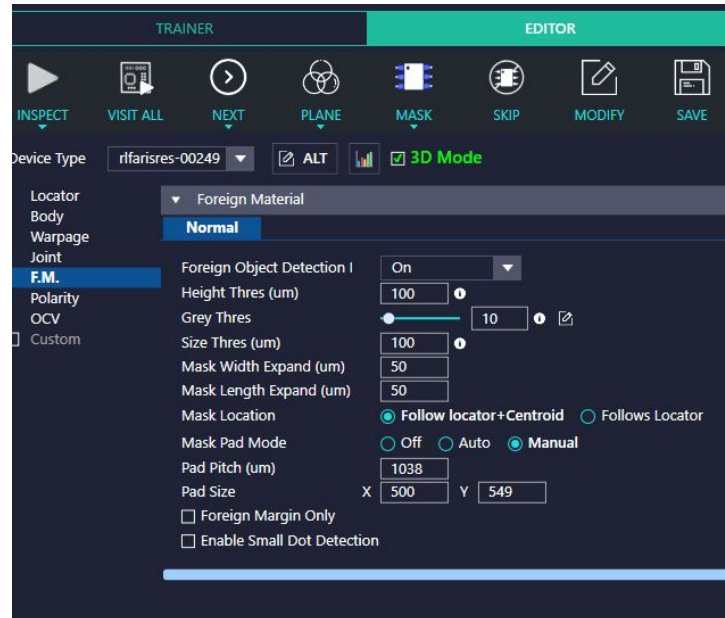 TRAINER EDITOR
INSPECT VISIT ALL NEXT PLANE MASK SKIP MODIFY SAVE
Device Type rlfarisres-00249 ALT 3D Mode
Locator
Body
Warpage
Joint
F.M.
Polarity
OCV
Custom
Foreign Material
Normal
Foreign Object Detection I On
Height Thres (um) 100
Grey Thres 10
Size Thres (um) 100
Mask Width Expand (um) 50
Mask Length Expand (um) 50
Mask Location Follow locator+Centroid Follows Locator
Mask Pad Mode Off Auto Manual
Pad Pitch (um) 1038
Pad Size X 500 Y 549
Foreign Margin Only
Enable Small Dot Detection